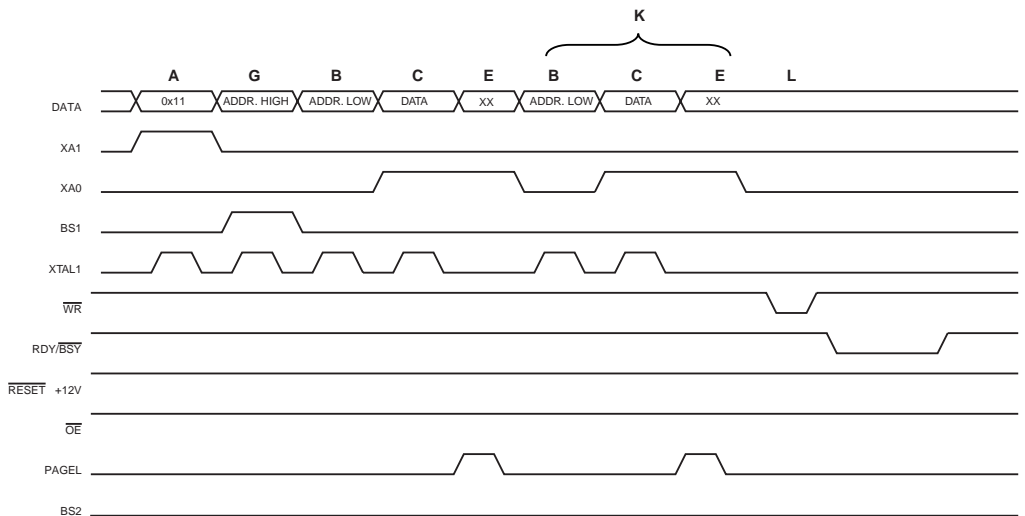 K
A G B C E B C E L
DATA 0x11 ADDR. HIGH ADDR. LOW DATA XX ADDR. LOW DATA XX
XA1
XA0
BS1
XTAL1
WR
RDY/BSY
RESET +12V
OE
PAGEL
BS2